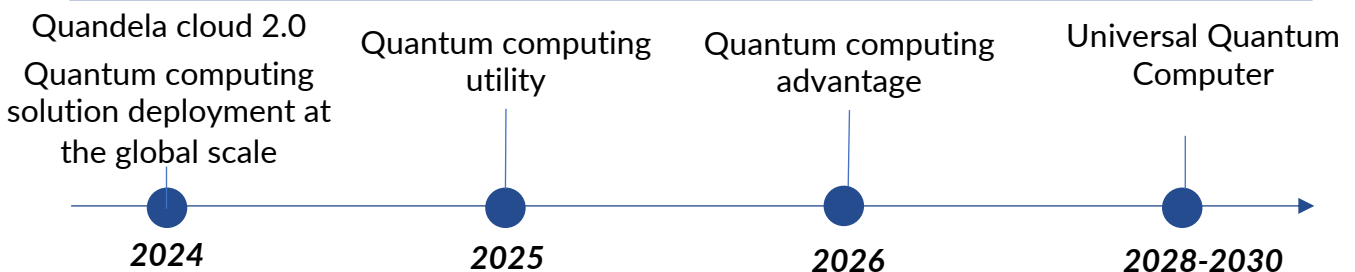 Quandela cloud 2.0
Quantum computing
solution deployment at
the global scale
Quantum computing
utility
Quantum computing
advantage
Universal Quantum
Computer
2024
2025
2026
2028-2030